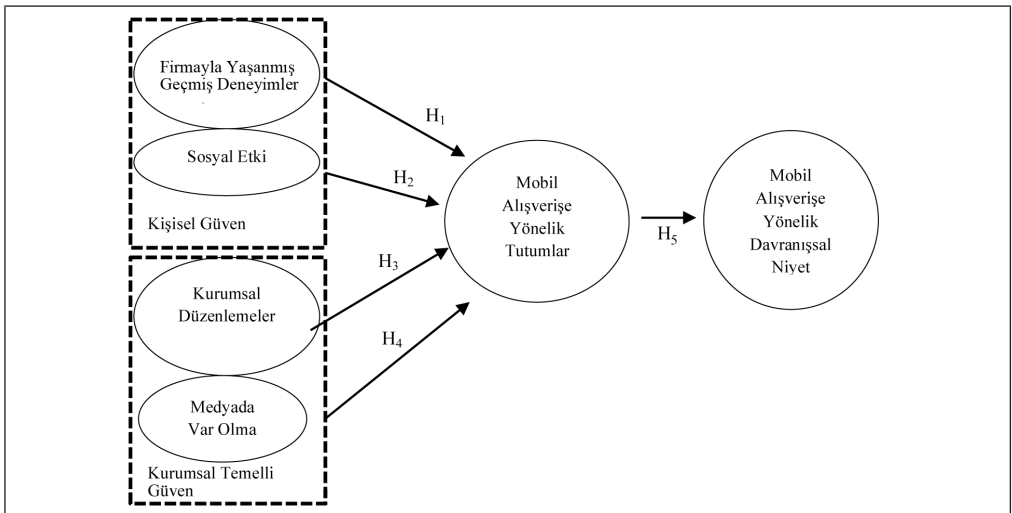 Firmayla Yaşanmış
Geçmiş Deneyimler
Sosyal Etki
Kişisel Güven
Kurumsal
Düzenlemeler
Medyada
Var Olma
Kurumsal Temelli
Güven
H₁
H₂
H₃
H₄
Mobil
Alışverişe
Yönelik
Tutumlar
H₅
Mobil
Alışverişe
Yönelik
Davranışsal
Niyet